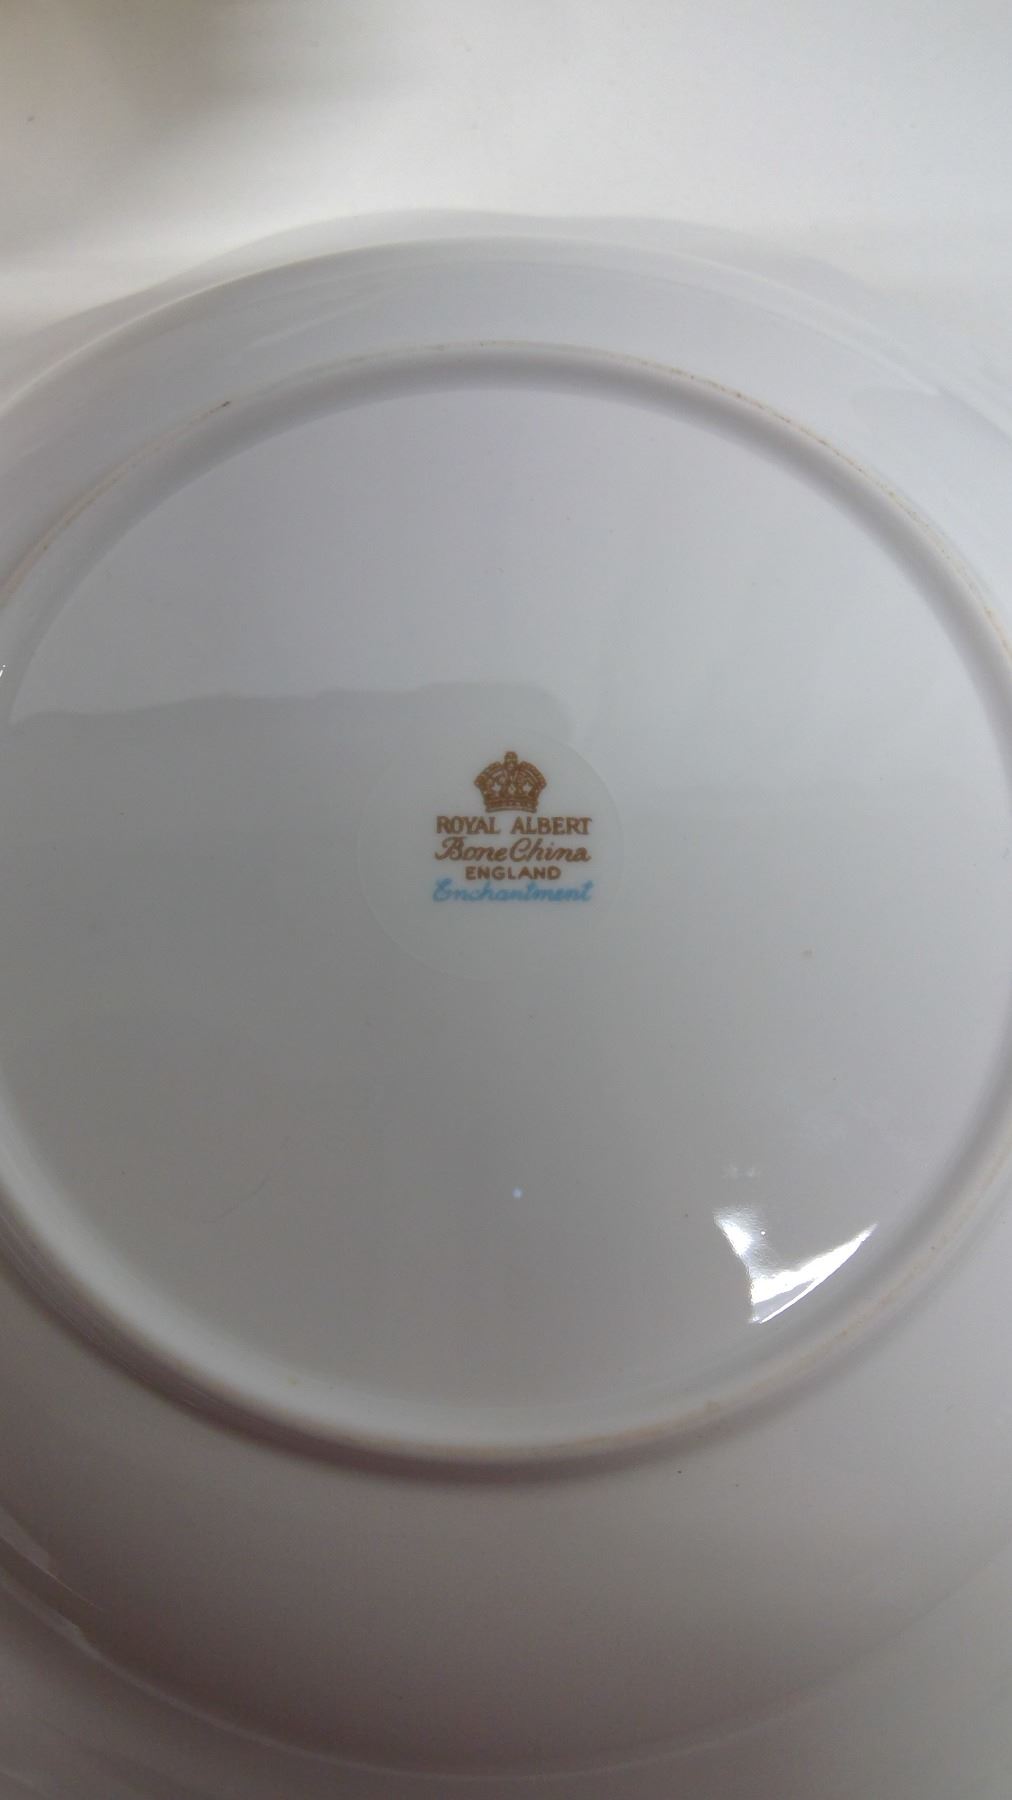 ROYAL ALBERT
Bone China
ENGLAND
Enchantment